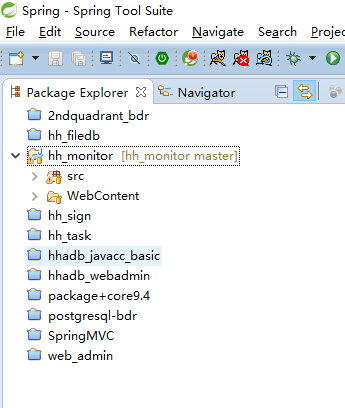 Spring - Spring Tool Suite
File Edit Source Refactor Navigate Search Project
Package Explorer Navigator
2ndquadrant_bdr
hh_filedb
hh_monitor [hh_monitor master]
src
WebContent
hh_sign
hh_task
hhadb_javacc_basic
hhadb_webadmin
package+core9.4
postgresql-bdr
SpringMVC
web_admin